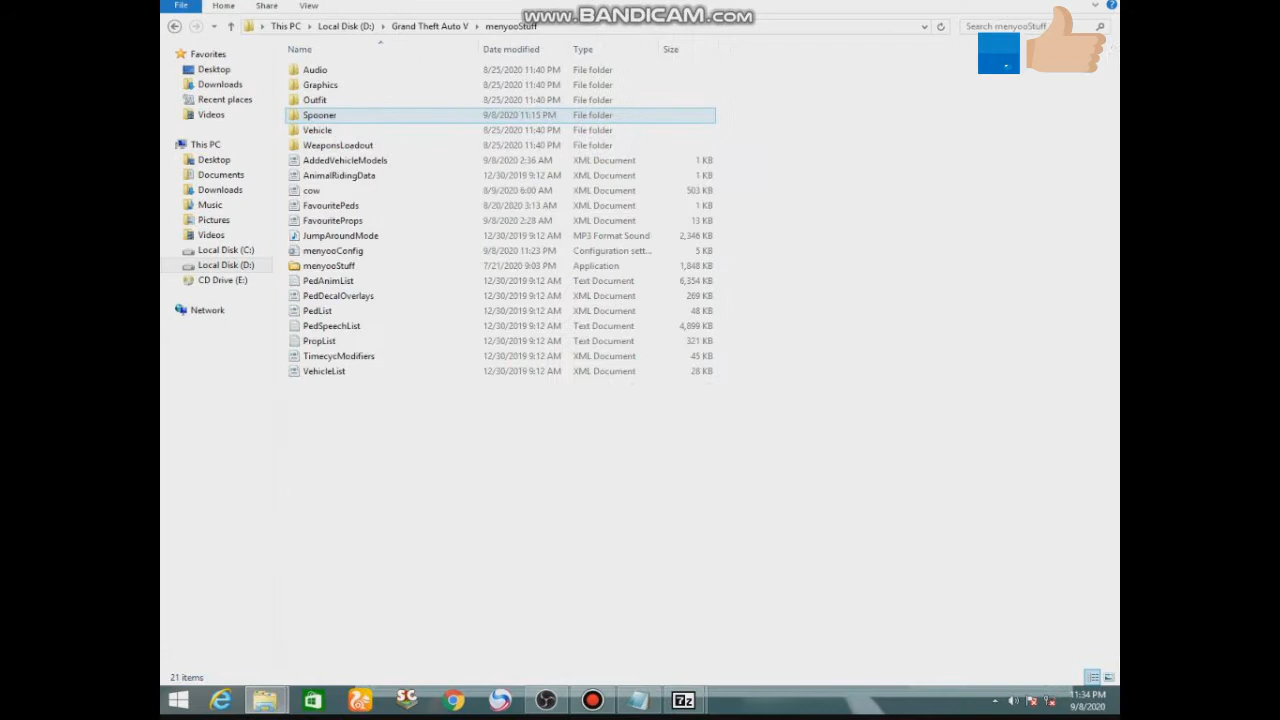 www.BANDICAM.com
File Home Share View
This PC Local Disk (D:) Grand Theft Auto V menyooStuff Search menyooStuff
Name Date modified Type Size
Favorites
Desktop
Downloads
Recent places
Videos
This PC
Desktop
Documents
Downloads
Music
Pictures
Videos
Local Disk (C:)
Local Disk (D:)
CD Drive (E:)
Network
Audio 8/25/2020 11:40 PM File folder
Graphics 8/25/2020 11:40 PM File folder
Outfit 8/25/2020 11:40 PM File folder
Spooner 9/8/2020 11:15 PM File folder
Vehicle 8/25/2020 11:40 PM File folder
WeaponsLoadout 8/25/2020 11:40 PM File folder
AddedVehicleModels 9/8/2020 2:36 AM XML Document 1 KB
AnimalRidingData 12/30/2019 9:12 AM XML Document 1 KB
cow 8/9/2020 6:00 AM XML Document 503 KB
FavouritePeds 8/20/2020 3:13 AM XML Document 1 KB
FavouriteProps 9/8/2020 2:28 AM XML Document 13 KB
JumpAroundMode 12/30/2019 9:12 AM MP3 Format Sound 2,346 KB
menyooConfig 9/8/2020 11:23 PM Configuration sett... 5 KB
menyooStuff 7/21/2020 9:03 PM Application 1,848 KB
PedAnimList 12/30/2019 9:12 AM Text Document 6,354 KB
PedDecalOverlays 12/30/2019 9:12 AM XML Document 269 KB
PedList 12/30/2019 9:12 AM XML Document 48 KB
PedSpeechList 12/30/2019 9:12 AM Text Document 4,899 KB
PropList 12/30/2019 9:12 AM Text Document 321 KB
TimecycModifiers 12/30/2019 9:12 AM XML Document 45 KB
VehicleList 12/30/2019 9:12 AM XML Document 28 KB
21 items
SC
7z
11:34 PM
9/8/2020